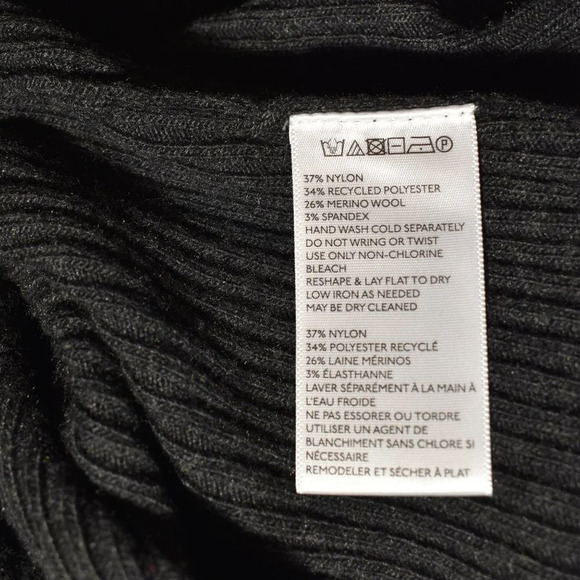 37% NYLON
34% RECYCLED POLYESTER
26% MERINO WOOL
3% SPANDEX
HAND WASH COLD SEPARATELY
DO NOT WRING OR TWIST
USE ONLY NON-CHLORINE
BLEACH
RESHAPE & LAY FLAT TO DRY
LOW IRON AS NEEDED
MAY BE DRY CLEANED
37% NYLON
34% POLYESTER RECYCLÉ
26% LAINE MÉRINOS
3% ÉLASTHANNE
LAVER SÉPARÉMENT À LA MAIN À
L'EAU FROIDE
NE PAS ESSORER OU TORDRE
UTILISER UN AGENT DE
BLANCHIMENT SANS CHLORE SI
NÉCESSAIRE
REMODELER ET SÉCHER À PLAT